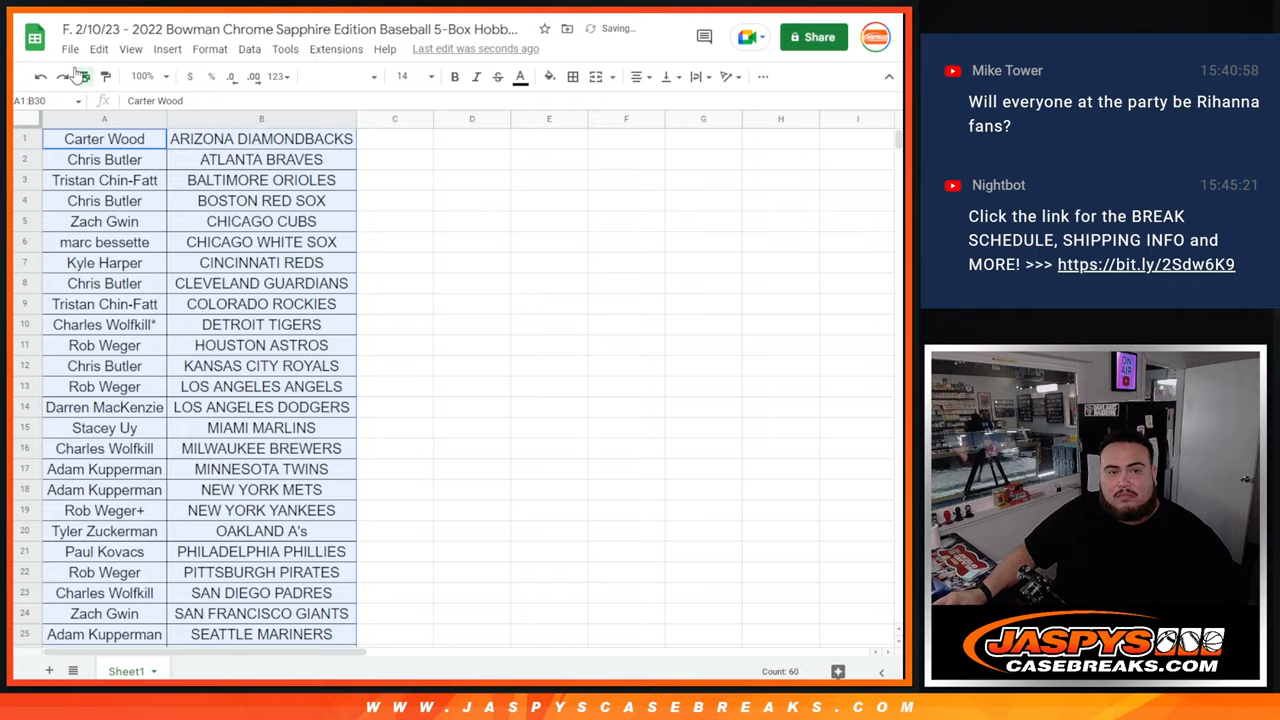 F. 2/10/23 - 2022 Bowman Chrome Sapphire Edition Baseball 5-Box Hobb...
Saving...
Share
File Edit View Insert Format Data Tools Extensions Help Last edit was seconds ago
100% $ % .0 .00 123 14 B I S A
A1:B30 fx Carter Wood
A B C D E F G H I
1 Carter Wood ARIZONA DIAMONDBACKS
2 Chris Butler ATLANTA BRAVES
3 Tristan Chin-Fatt BALTIMORE ORIOLES
4 Chris Butler BOSTON RED SOX
5 Zach Gwin CHICAGO CUBS
6 marc bessette CHICAGO WHITE SOX
7 Kyle Harper CINCINNATI REDS
8 Chris Butler CLEVELAND GUARDIANS
9 Tristan Chin-Fatt COLORADO ROCKIES
10 Charles Wolfkill* DETROIT TIGERS
11 Rob Weger HOUSTON ASTROS
12 Chris Butler KANSAS CITY ROYALS
13 Rob Weger LOS ANGELES ANGELS
14 Darren MacKenzie LOS ANGELES DODGERS
15 Stacey Uy MIAMI MARLINS
16 Charles Wolfkill MILWAUKEE BREWERS
17 Adam Kupperman MINNESOTA TWINS
18 Adam Kupperman NEW YORK METS
19 Rob Weger+ NEW YORK YANKEES
20 Tyler Zuckerman OAKLAND A's
21 Paul Kovacs PHILADELPHIA PHILLIES
22 Rob Weger PITTSBURGH PIRATES
23 Charles Wolfkill SAN DIEGO PADRES
24 Zach Gwin SAN FRANCISCO GIANTS
25 Adam Kupperman SEATTLE MARINERS
Sheet1 Count: 60
Mike Tower 15:40:58
Will everyone at the party be Rihanna
fans?
Nightbot 15:45:21
Click the link for the BREAK
SCHEDULE, SHIPPING INFO and
MORE! >>> https://bit.ly/2Sdw6K9
ON
AIR
JASPYS
CASEBREAKS.COM
WWW.JASPYSCASEBREAKS.COM